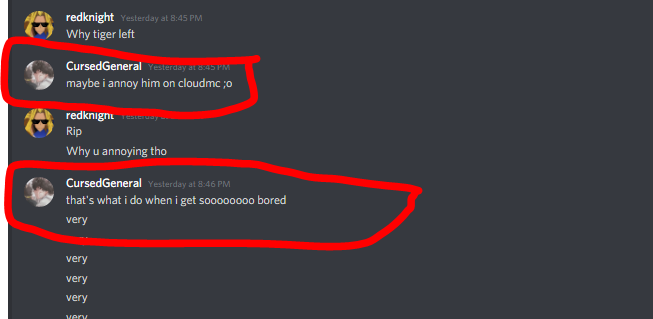 redknight Yesterday at 8:45 PM
Why tiger left
CursedGeneral Yesterday at 8:45 PM
maybe i annoy him on cloudmc ;o
redknight Yesterday at
Rip
Why u annoying tho
CursedGeneral Yesterday at 8:46 PM
that's what i do when i get soooooooo bored
very
very
very
very
very